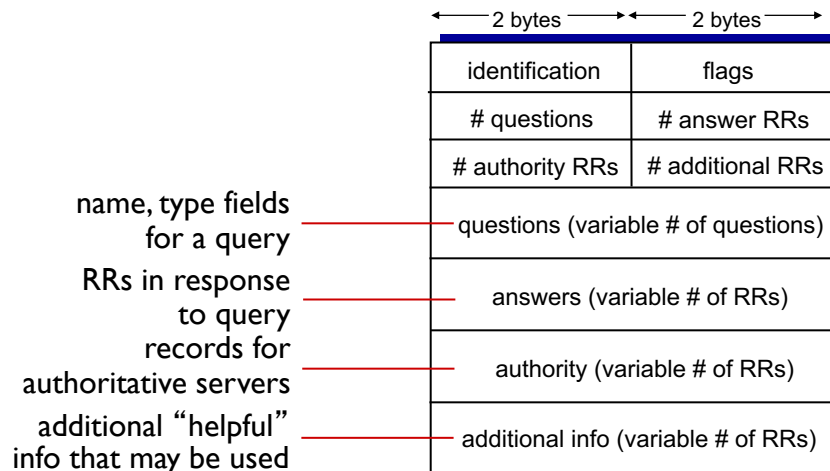 2 bytes 2 bytes
identification flags
# questions # answer RRs
# authority RRs # additional RRs
name, type fields
for a query
questions (variable # of questions)
RRs in response
to query
answers (variable # of RRs)
records for
authoritative servers
authority (variable # of RRs)
additional “helpful”
info that may be used
additional info (variable # of RRs)